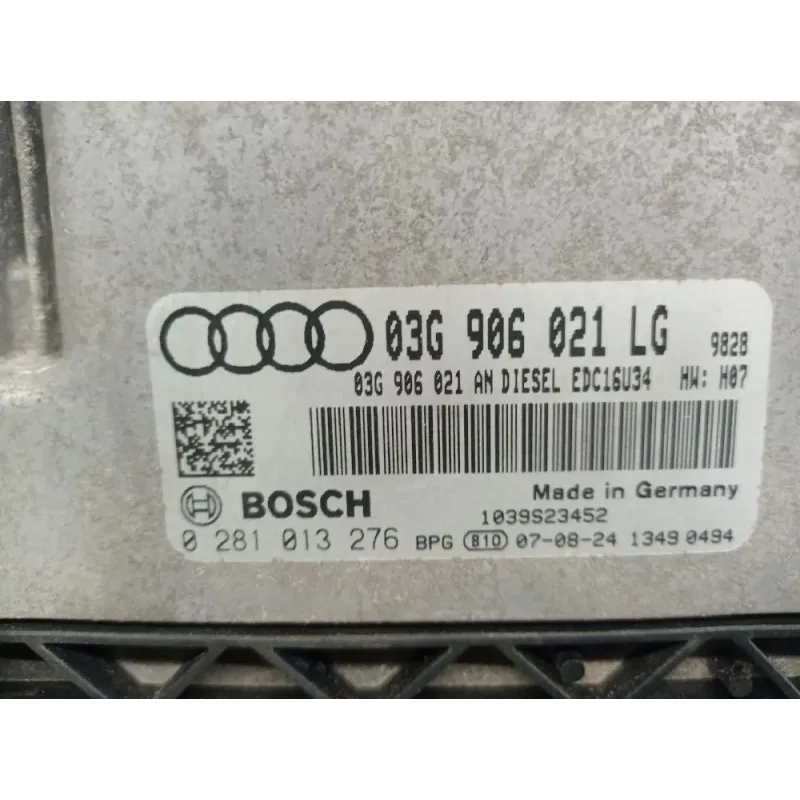 03G 906 021 LG 9828
03G 906 021 AN DIESEL EDC16U34 HW: H07
BOSCH Made in Germany
1039S23452
0 281 013 276 BPG 810 07-08-24 1349 0494